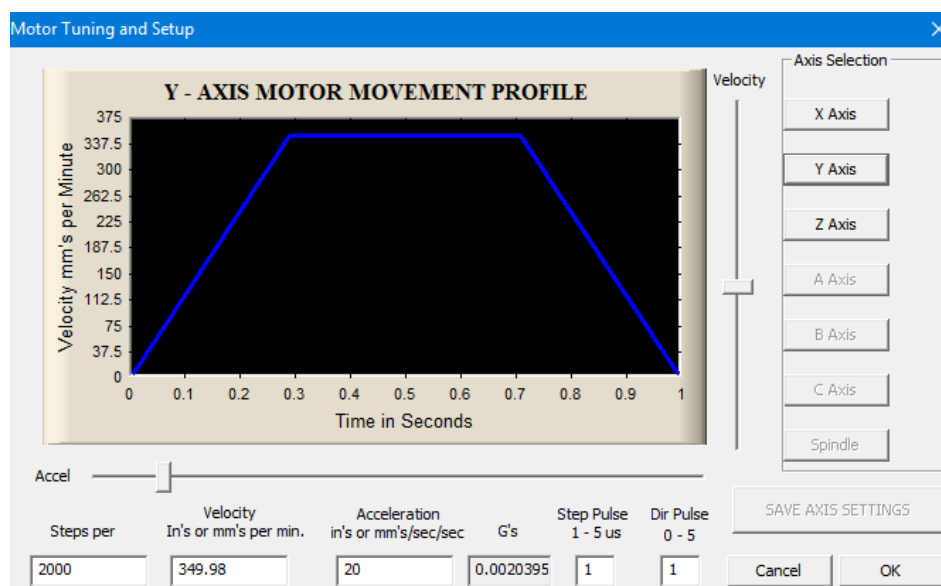 Motor Tuning and Setup
Y - AXIS MOTOR MOVEMENT PROFILE
Velocity mm's per Minute
375
337.5
300
262.5
225
187.5
150
112.5
75
37.5
0
0 0.1 0.2 0.3 0.4 0.5 0.6 0.7 0.8 0.9 1
Time in Seconds
Velocity
Axis Selection
X Axis
Y Axis
Z Axis
A Axis
B Axis
C Axis
Spindle
Accel
Steps per
2000
Velocity
In's or mm's per min.
349.98
Acceleration
in's or mm's/sec/sec
20
G's
0.0020395
Step Pulse
1 - 5 us
1
Dir Pulse
0 - 5
1
SAVE AXIS SETTINGS
Cancel OK